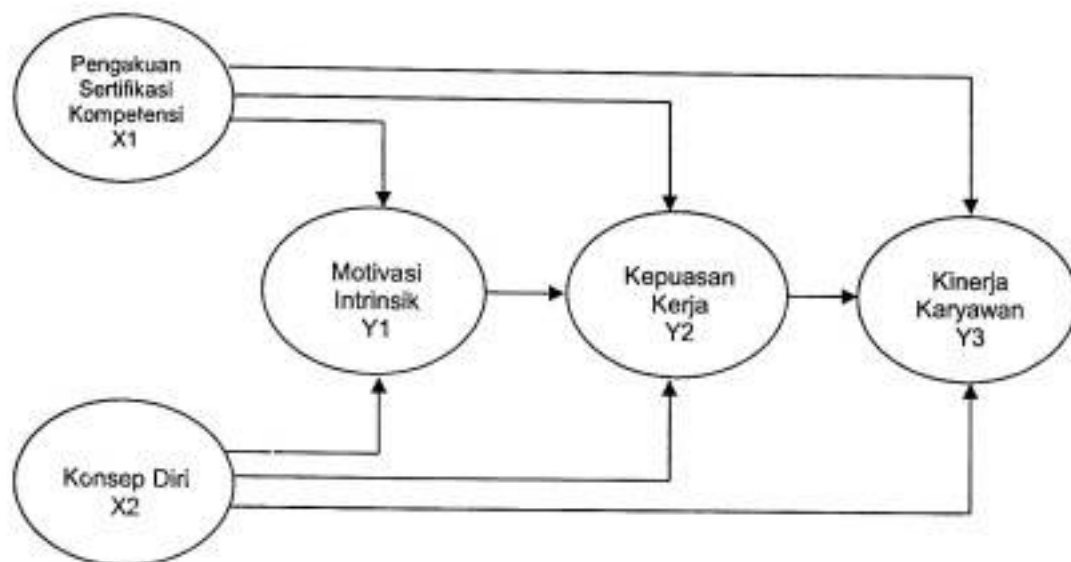 Pengakuan
Sertifikasi
Kompetensi
X1
Motivasi
Intrinsik
Y1
Kepuasan
Kerja
Y2
Kinerja
Karyawan
Y3
Konsep Diri
X2